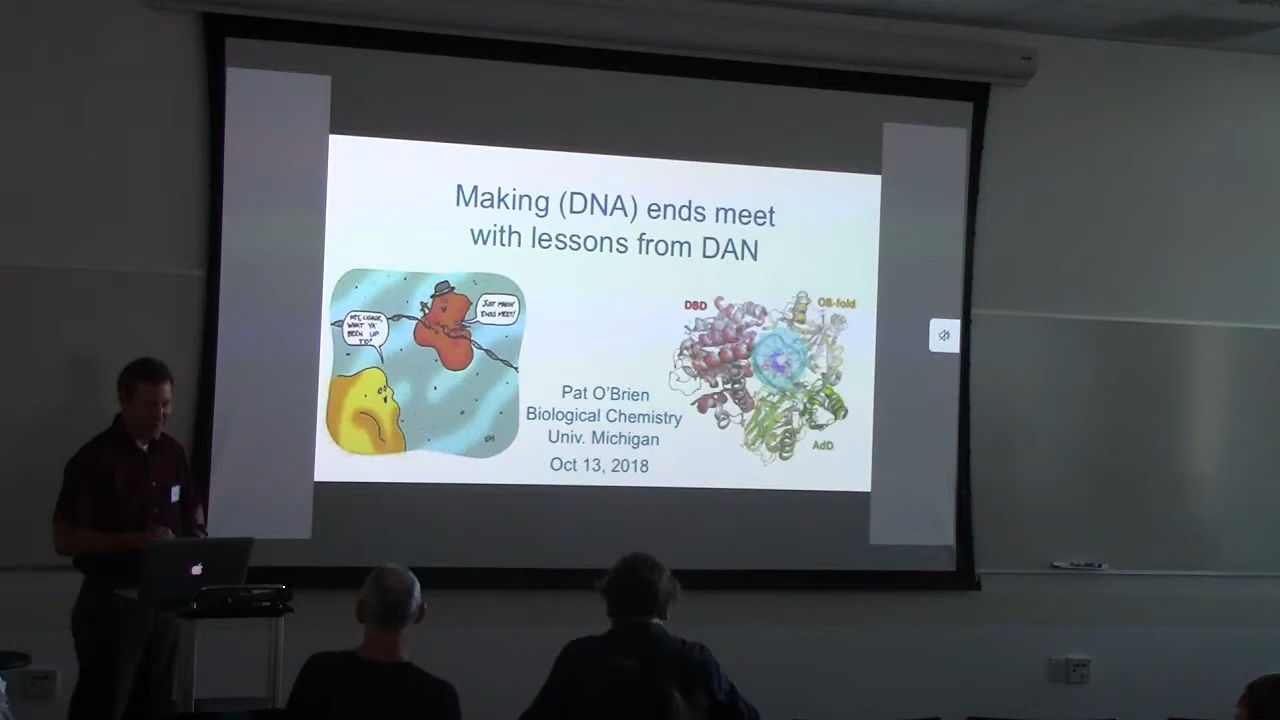 Making (DNA) ends meet
with lessons from DAN
HEY, LIGASE,
WHAT YA'
BEEN UP
TO?
JUST MAKIN'
ENDS MEET!
DBD
OB-fold
AdD
Pat O'Brien
Biological Chemistry
Univ. Michigan
Oct 13, 2018